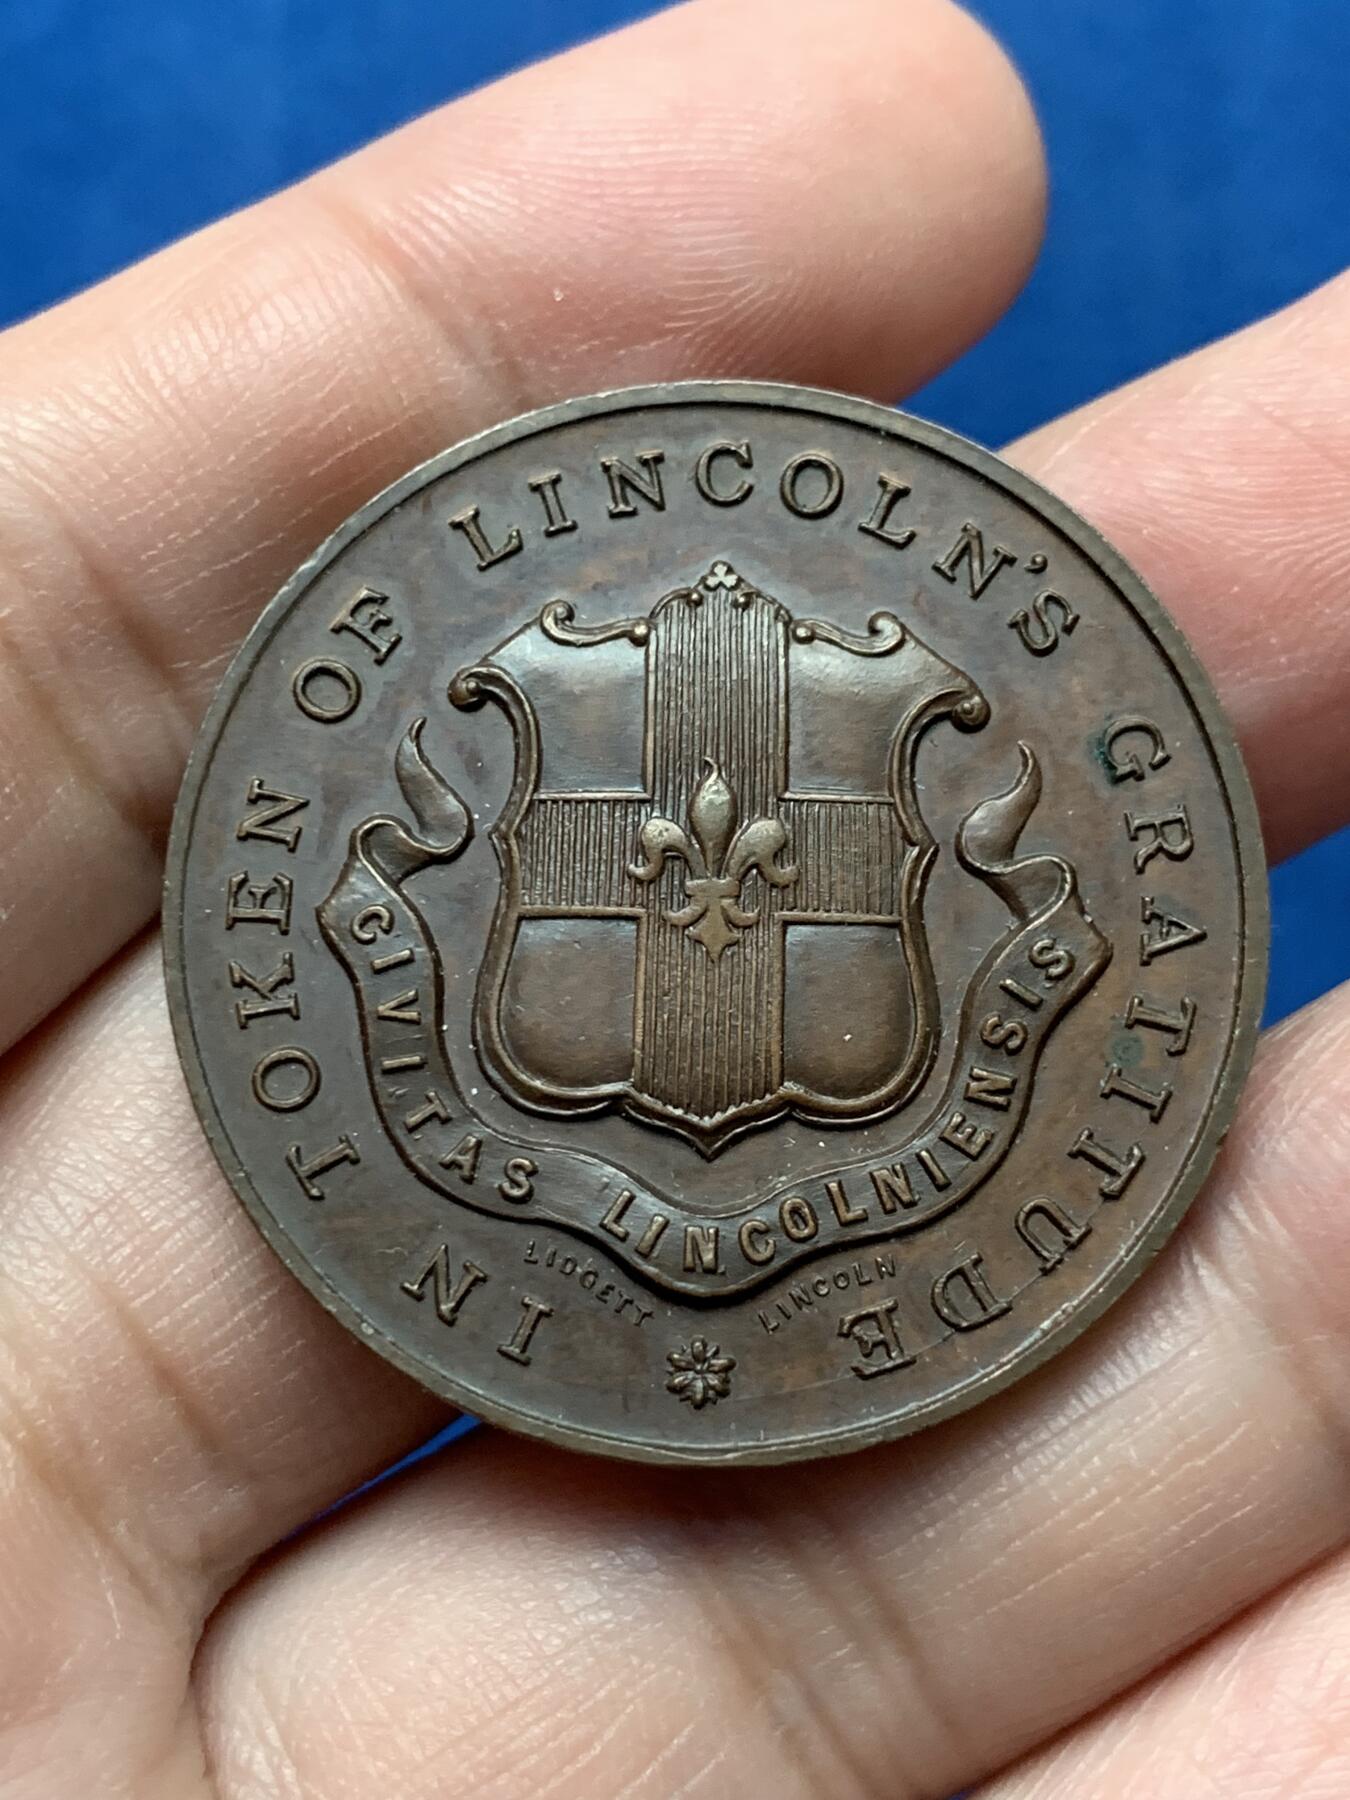 IN TOKEN OF LINCOLN'S GRATITUDE
CIVITAS LINCOLNIENSIS
LIDGETT LINCOLN